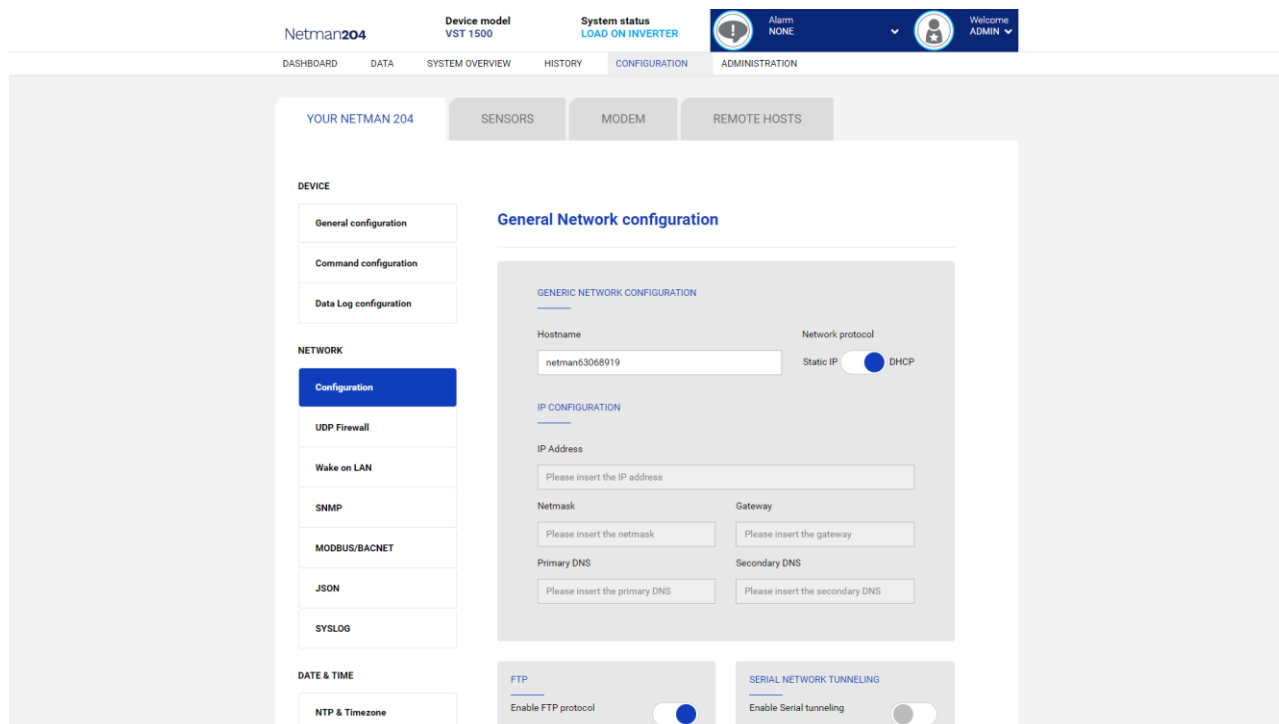 Netman204
Device model
VST 1500
System status
LOAD ON INVERTER
Alarm
NONE
Welcome
ADMIN
DASHBOARD DATA SYSTEM OVERVIEW HISTORY CONFIGURATION ADMINISTRATION
YOUR NETMAN 204 SENSORS MODEM REMOTE HOSTS
DEVICE
General configuration
Command configuration
Data Log configuration
NETWORK
Configuration
UDP Firewall
Wake on LAN
SNMP
MODBUS/BACNET
JSON
SYSLOG
DATE & TIME
NTP & Timezone
General Network configuration
GENERIC NETWORK CONFIGURATION
Hostname
netman63068919
Network protocol
Static IP DHCP
IP CONFIGURATION
IP Address
Please insert the IP address
Netmask Gateway
Please insert the netmask Please insert the gateway
Primary DNS Secondary DNS
Please insert the primary DNS Please insert the secondary DNS
FTP
Enable FTP protocol
SERIAL NETWORK TUNNELING
Enable Serial tunneling